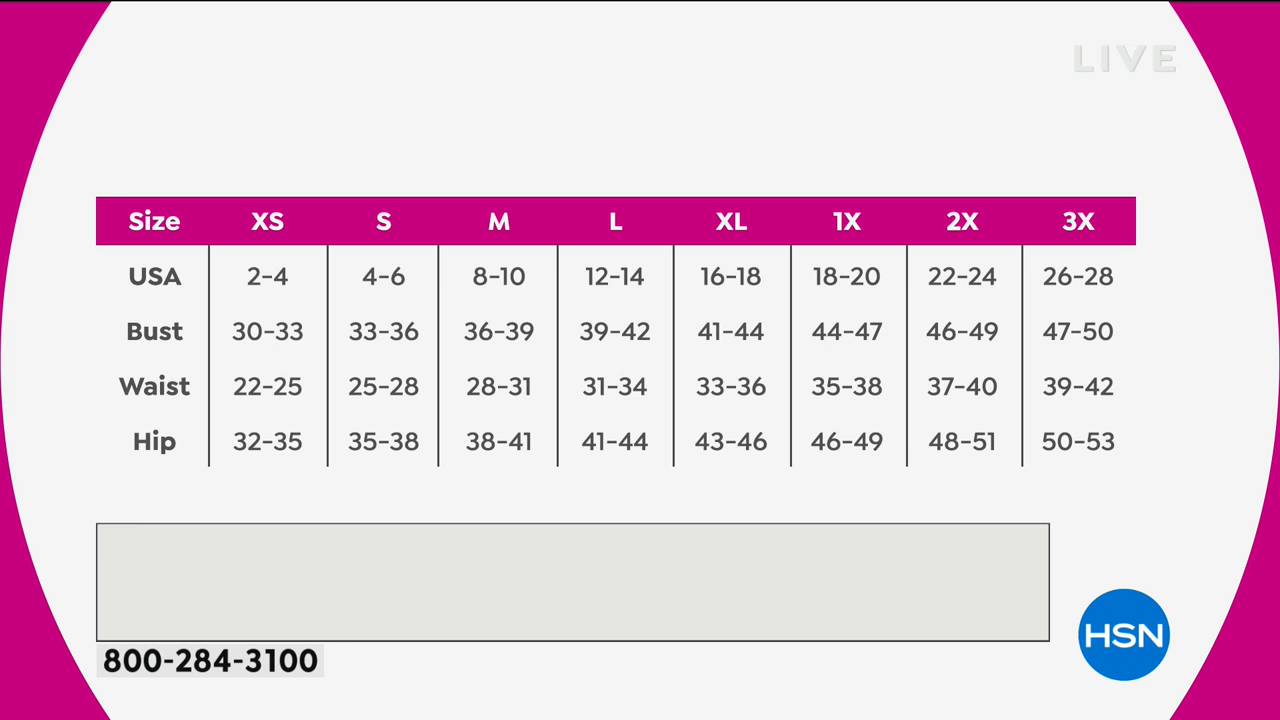 LIVE
Size XS S M L XL 1X 2X 3X
USA 2-4 4-6 8-10 12-14 16-18 18-20 22-24 26-28
Bust 30-33 33-36 36-39 39-42 41-44 44-47 46-49 47-50
Waist 22-25 25-28 28-31 31-34 33-36 35-38 37-40 39-42
Hip 32-35 35-38 38-41 41-44 43-46 46-49 48-51 50-53
HSN
800-284-3100